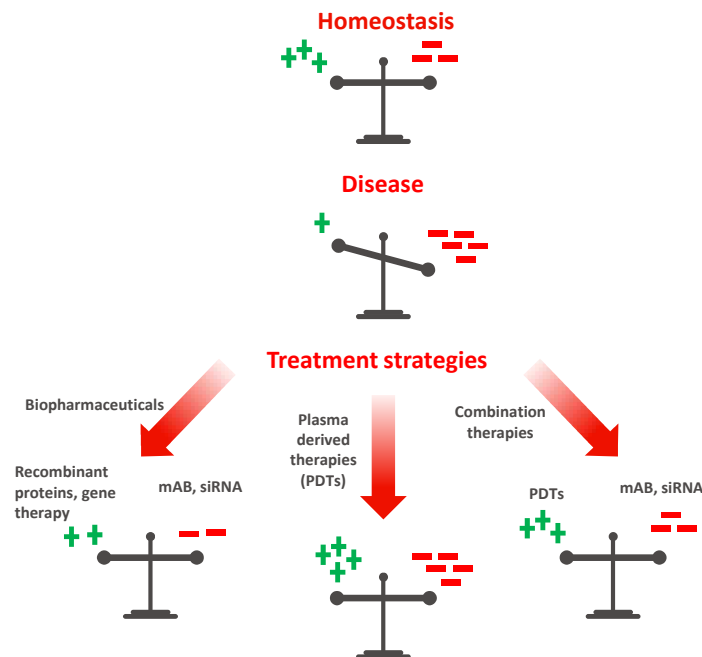 Homeostasis
Disease
Treatment strategies
Biopharmaceuticals
Plasma
derived
therapies
(PDTs)
Combination
therapies
Recombinant
proteins, gene
therapy
mAB, siRNA
PDTs
mAB, siRNA